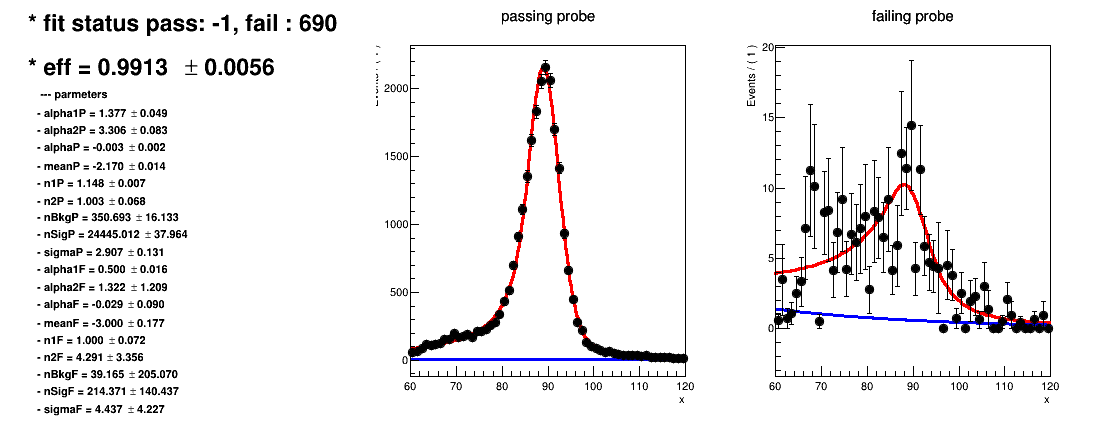 * fit status pass: -1, fail : 690
* eff = 0.9913 ± 0.0056
--- parmeters
- alpha1P = 1.377 ± 0.049
- alpha2P = 3.306 ± 0.083
- alphaP = -0.003 ± 0.002
- meanP = -2.170 ± 0.014
- n1P = 1.148 ± 0.007
- n2P = 1.003 ± 0.068
- nBkgP = 350.693 ± 16.133
- nSigP = 24445.012 ± 37.964
- sigmaP = 2.907 ± 0.131
- alpha1F = 0.500 ± 0.016
- alpha2F = 1.322 ± 1.209
- alphaF = -0.029 ± 0.090
- meanF = -3.000 ± 0.177
- n1F = 1.000 ± 0.072
- n2F = 4.291 ± 3.356
- nBkgF = 39.165 ± 205.070
- nSigF = 214.371 ± 140.437
- sigmaF = 4.437 ± 4.227
passing probe
2000
1500
1000
500
0
60 70 80 90 100 110 120
x
failing probe
Events / ( 1 )
20
15
10
5
0
60 70 80 90 100 110 120
x